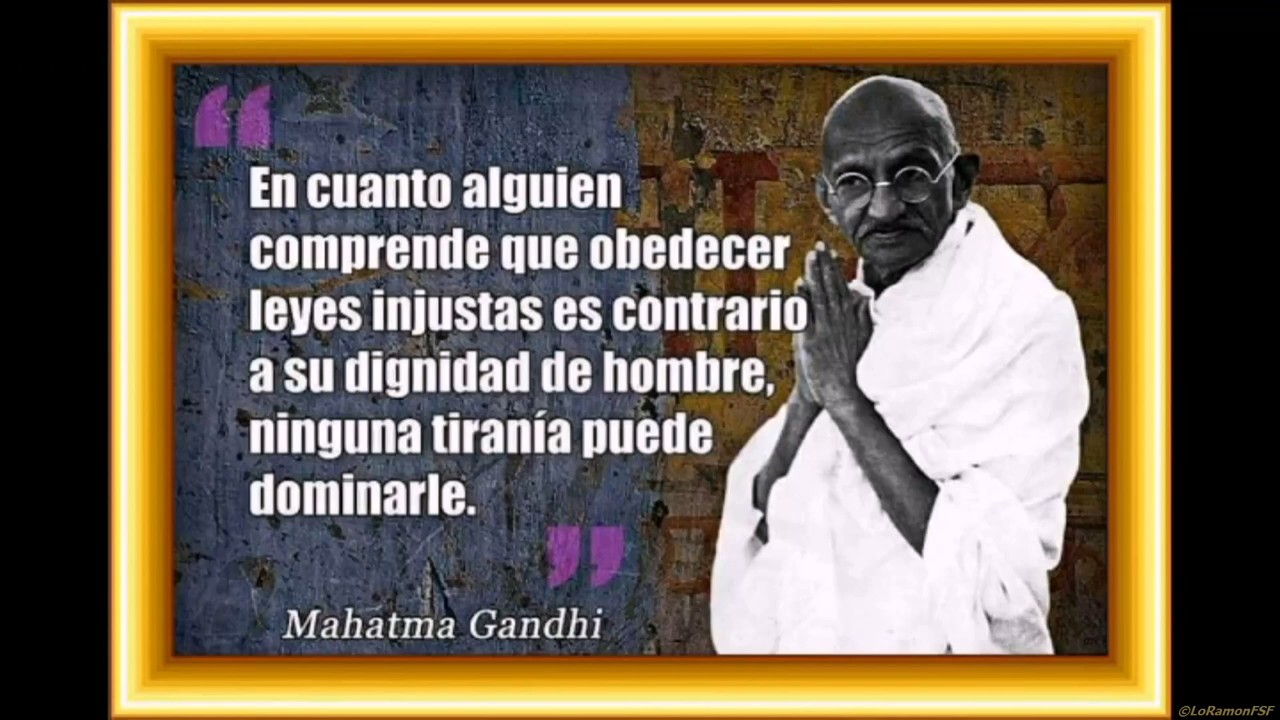 En cuanto alguien
comprende que obedecer
leyes injustas es contrario
a su dignidad de hombre,
ninguna tiranía puede
dominarle.
Mahatma Gandhi
©LoRamonFSF